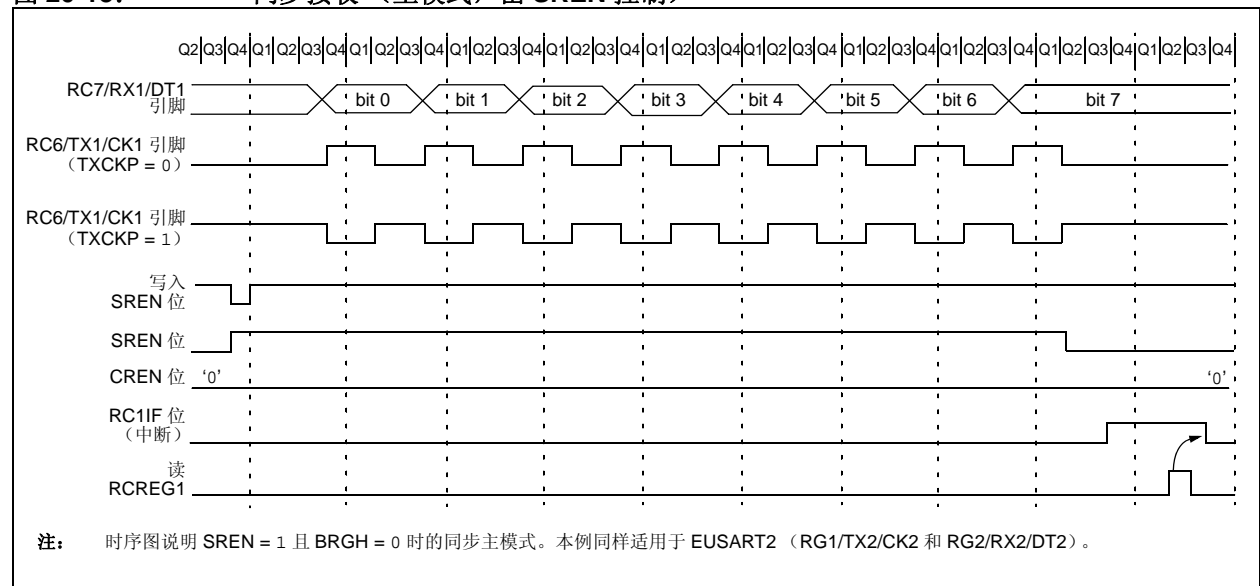 Q2 Q3 Q4 Q1 Q2 Q3 Q4 Q1 Q2 Q3 Q4 Q1 Q2 Q3 Q4 Q1 Q2 Q3 Q4 Q1 Q2 Q3 Q4 Q1 Q2 Q3 Q4 Q1 Q2 Q3 Q4 Q1 Q2 Q3 Q4 Q1 Q2 Q3 Q4 Q1 Q2 Q3 Q4
RC7/RX1/DT1
引脚
bit 0 bit 1 bit 2 bit 3 bit 4 bit 5 bit 6 bit 7
RC6/TX1/CK1 引脚
（TXCKP = 0）
RC6/TX1/CK1 引脚
（TXCKP = 1）
写入
SREN 位
SREN 位
CREN 位 ‘0’ ‘0’
RC1IF 位
（中断）
读
RCREG1
注： 时序图说明 SREN = 1 且 BRGH = 0 时的同步主模式。本例同样适用于 EUSART2 （RG1/TX2/CK2 和 RG2/RX2/DT2）。